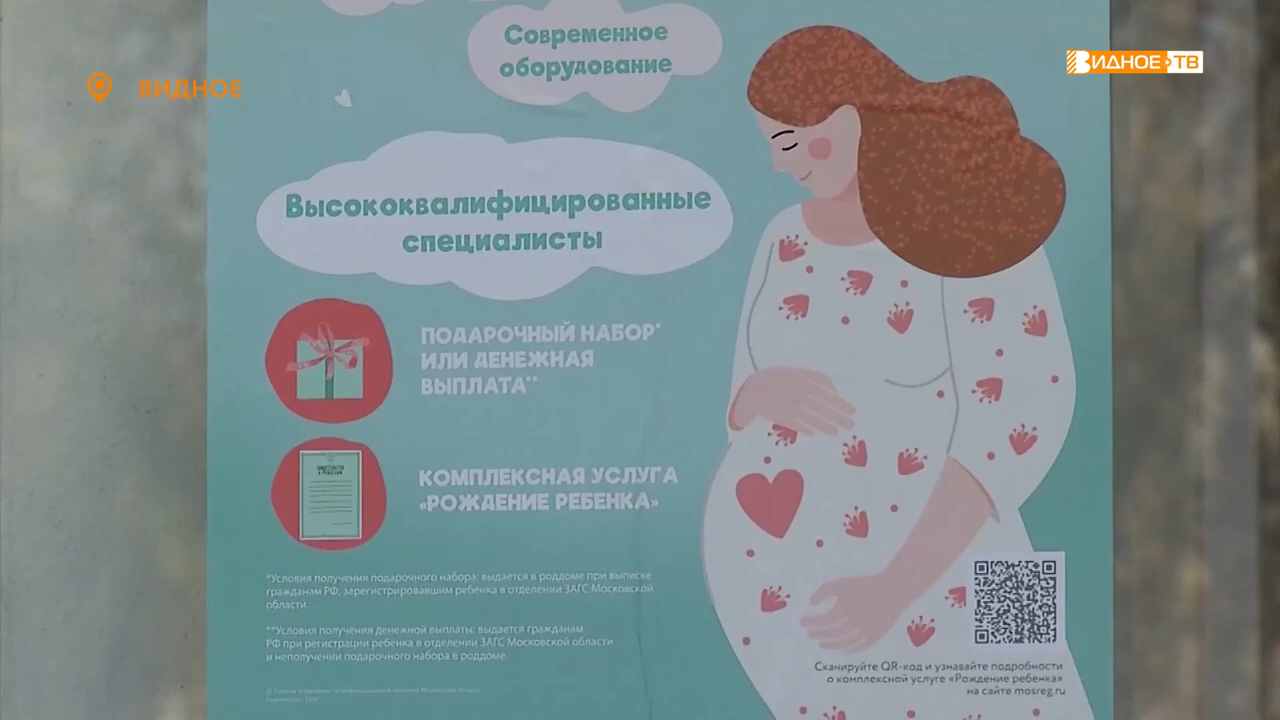 Современное
оборудование
ВИДНОЕ
ВИДНОЕ ТВ
Высококвалифицированные
специалисты
ПОДАРОЧНЫЙ НАБОР*
ИЛИ ДЕНЕЖНАЯ
ВЫПЛАТА**
КОМПЛЕКСНАЯ УСЛУГА
«РОЖДЕНИЕ РЕБЕНКА»
*Условия получения подарочного набора: выдается в роддоме при выписке
гражданам РФ, зарегистрировавшим ребенка в отделении ЗАГС Московской
области.
**Условия получения денежной выплаты: выдается гражданам
РФ при регистрации ребенка в отделении ЗАГС Московской области
и неполучении подарочного набора в роддоме.
Сканируйте QR-код и узнавайте подробности
о комплексной услуге «Рождение ребенка»
на сайте mosreg.ru